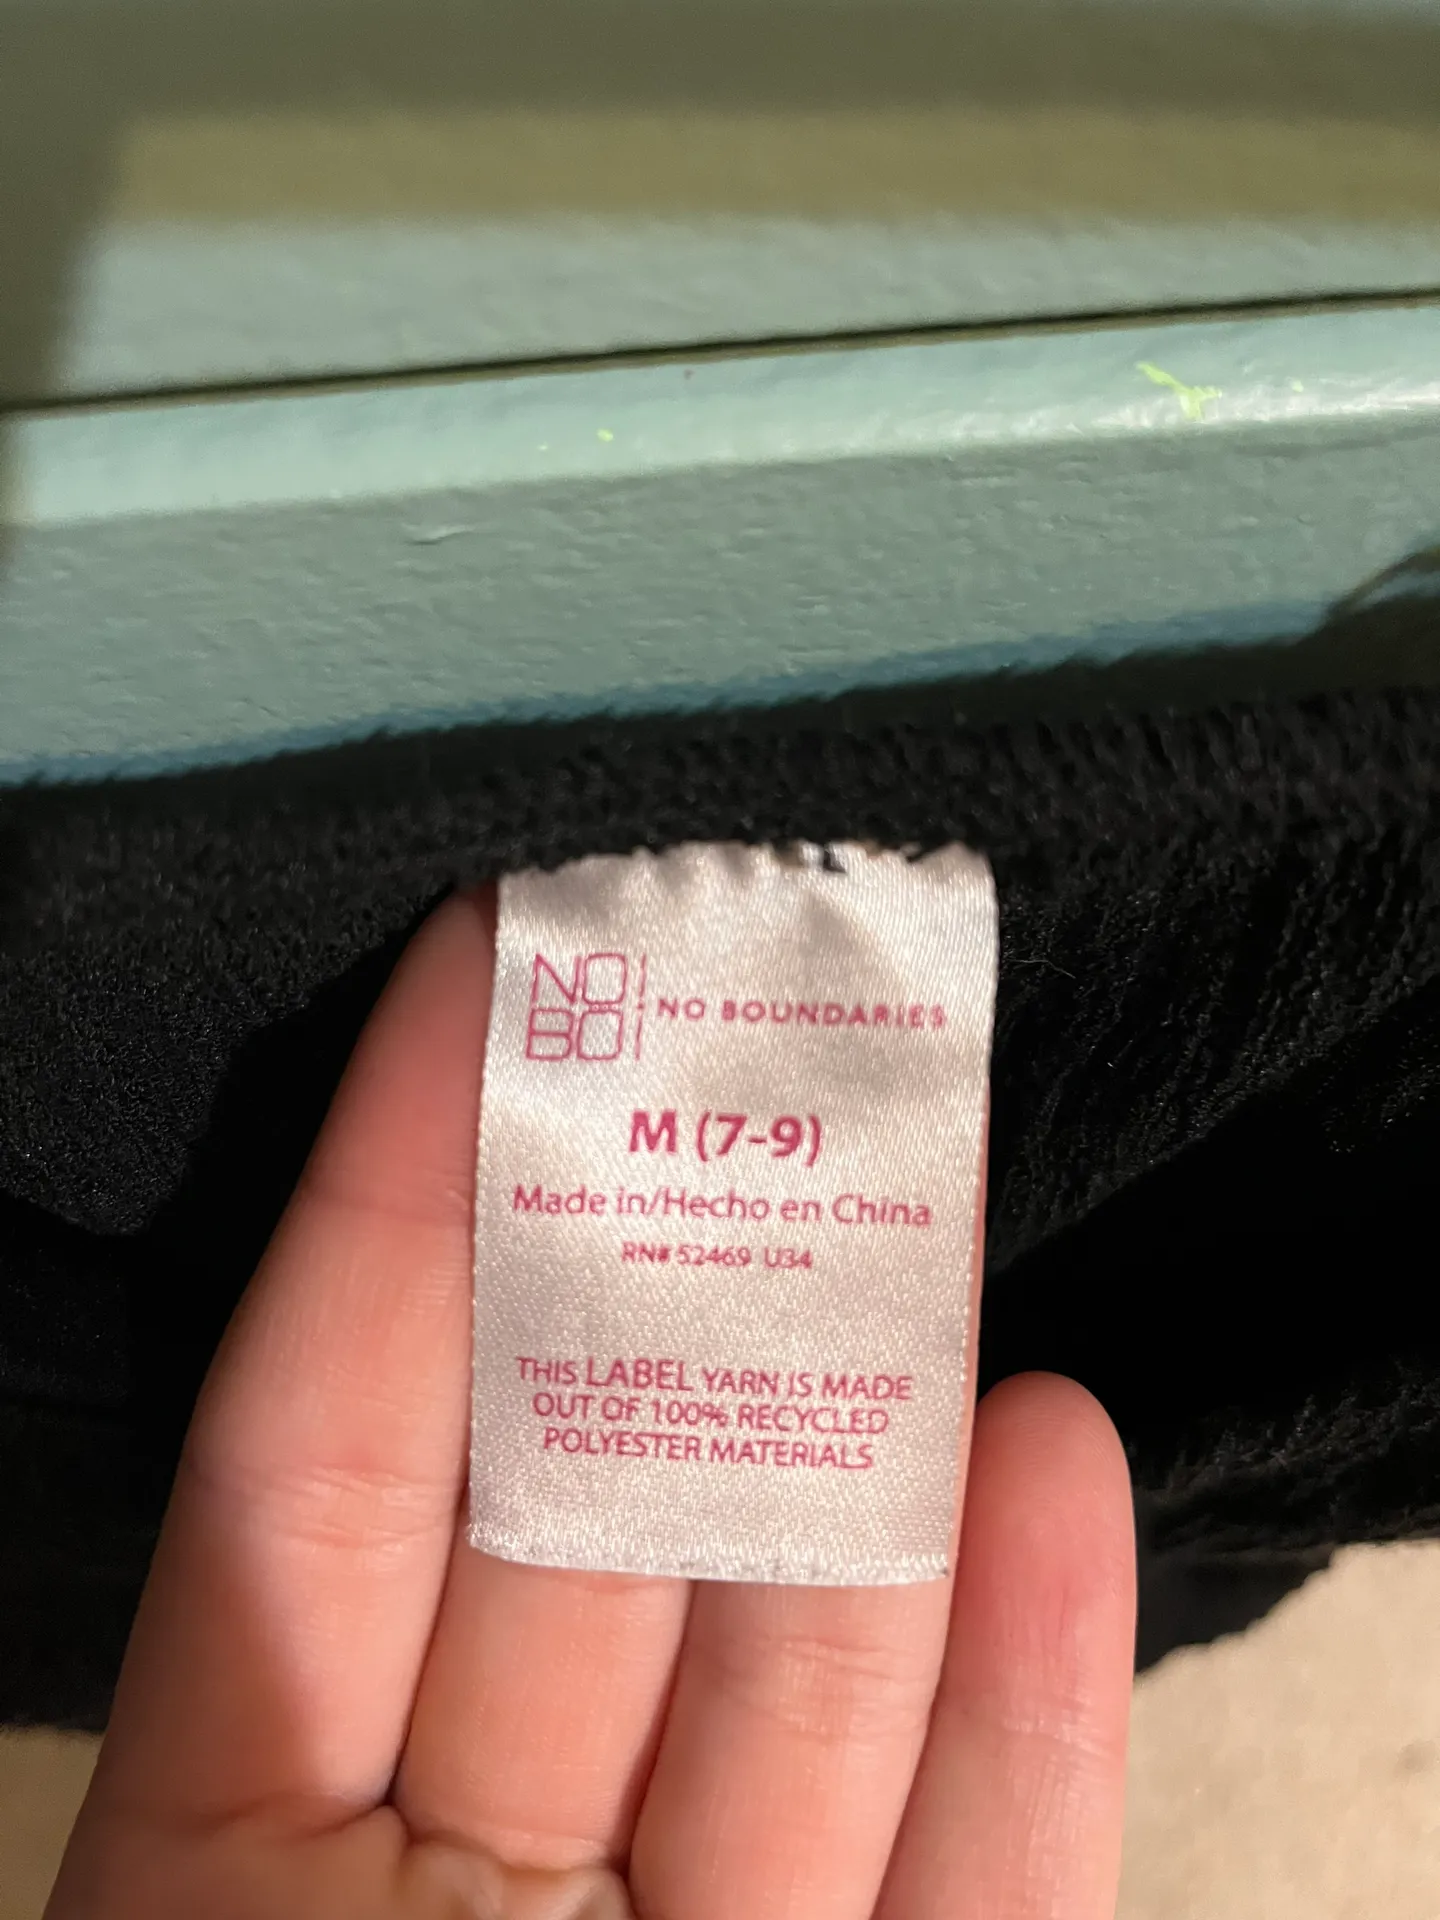 NO
BO
NO BOUNDARIES
M (7-9)
Made in/Hecho en China
RN# 52469 U34
THIS LABEL YARN IS MADE
OUT OF 100% RECYCLED
POLYESTER MATERIALS